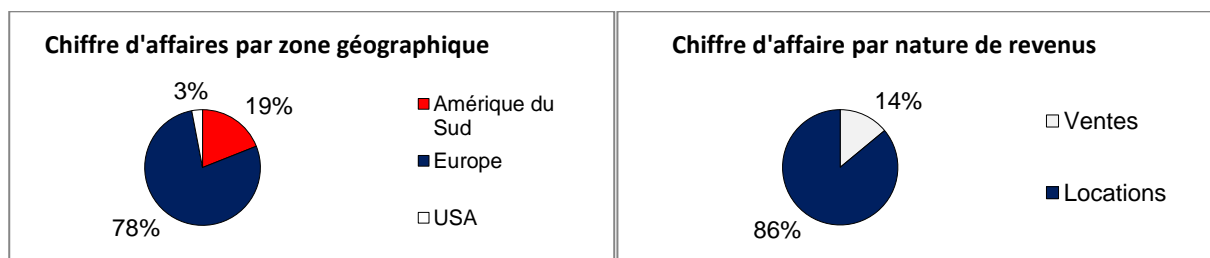 Chiffre d'affaires par zone géographique
3%
19%
78%
Amérique du
Sud
Europe
USA
Chiffre d'affaire par nature de revenus
14%
86%
Ventes
Locations